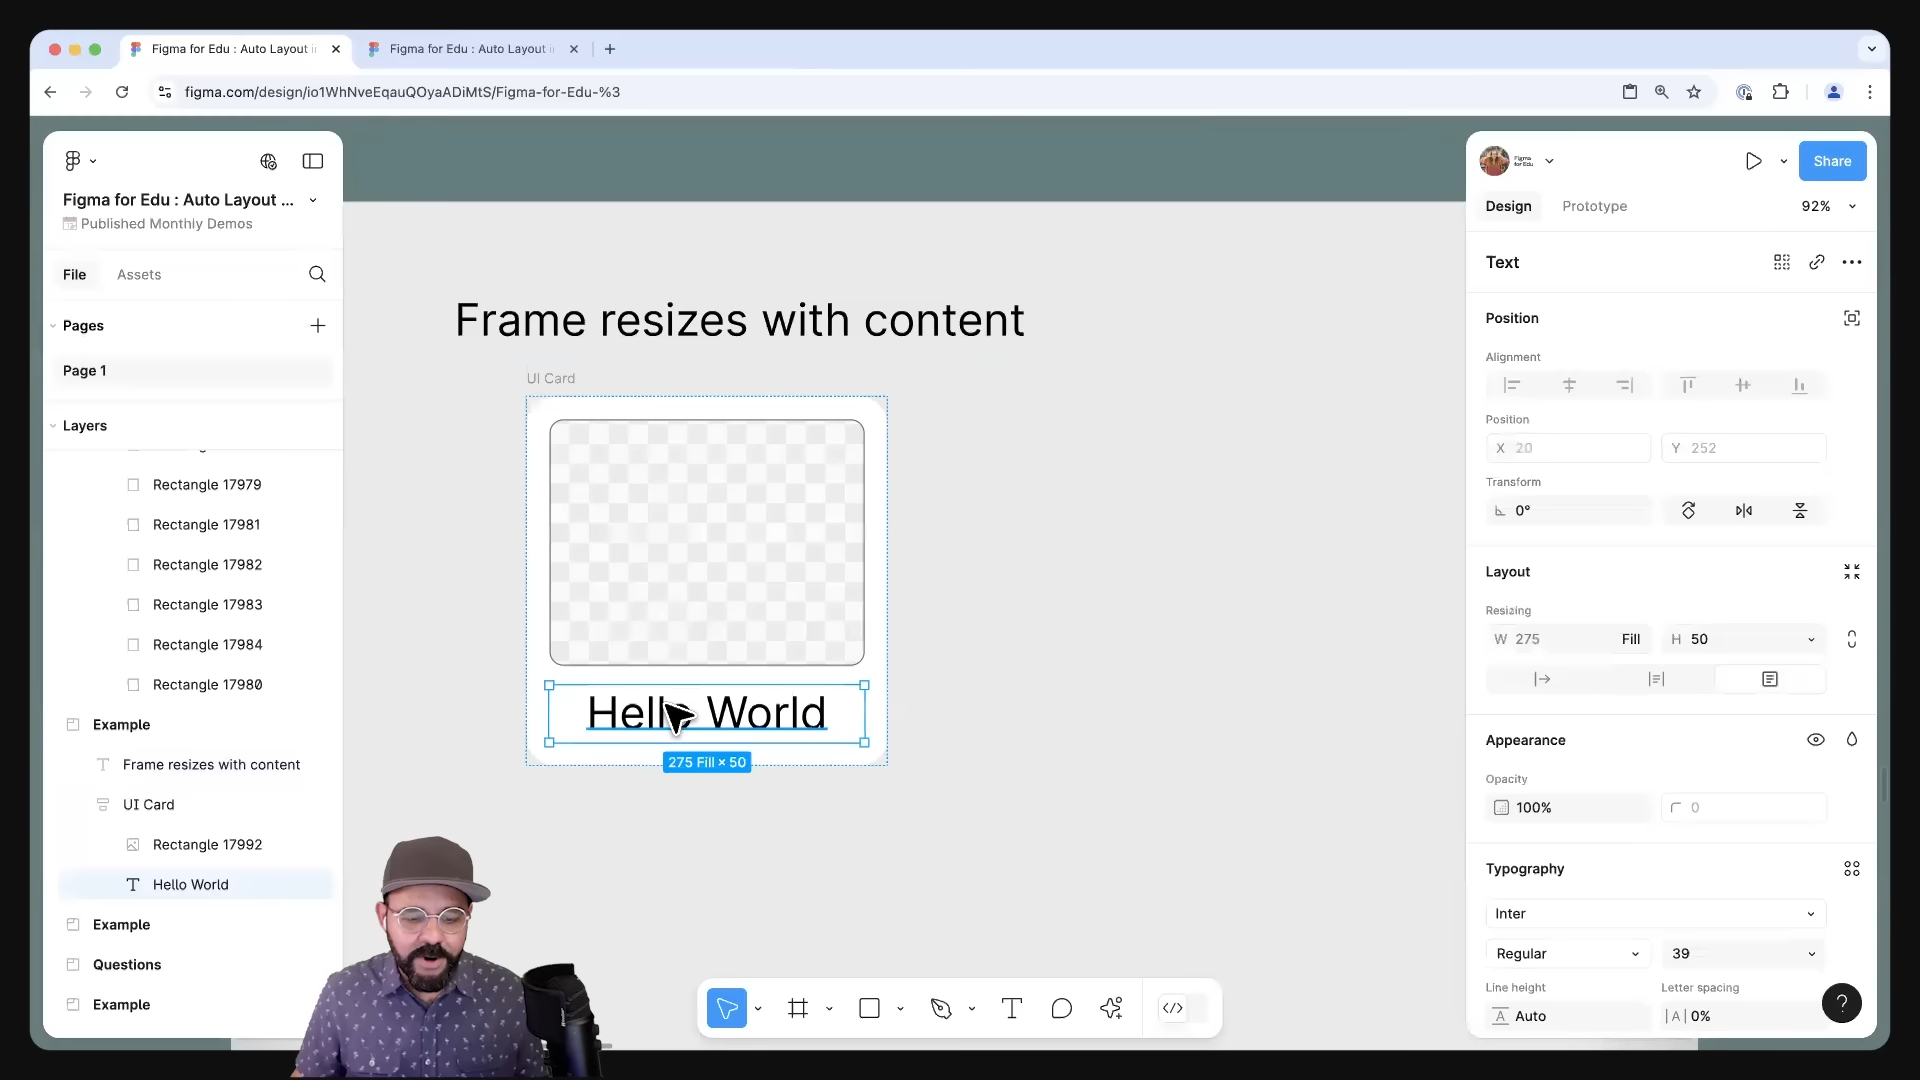 Figma for Edu : Auto Layout i
Figma for Edu : Auto Layout i
figma.com/design/io1WhNveEqauQOyaADiMtS/Figma-for-Edu-%3
Figma for Edu : Auto Layout ...
Published Monthly Demos
File
Assets
Pages
Page 1
Layers
Rectangle 17979
Rectangle 17981
Rectangle 17982
Rectangle 17983
Rectangle 17984
Rectangle 17980
Example
Frame resizes with content
UI Card
Rectangle 17992
Hello World
Example
Questions
Example
Frame resizes with content
UI Card
Hello World
275 Fill × 50
Figma for Edu
Share
Design
Prototype
92%
Text
Position
Alignment
Position
X 20
Y 252
Transform
0°
Layout
Resizing
W 275 Fill
H 50
Appearance
Opacity
100%
0
Typography
Inter
Regular
39
Line height
Letter spacing
Auto
|A| 0%
?